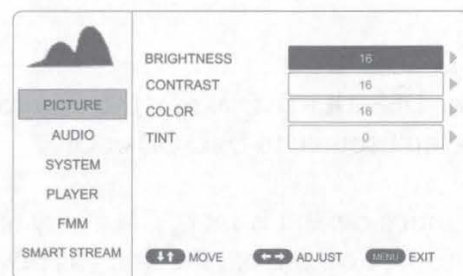 BRIGHTNESS 16
CONTRAST 16
PICTURE
COLOR 16
AUDIO
TINT 0
SYSTEM
PLAYER
FMM
SMART STREAM
MOVE ADJUST MENU EXIT